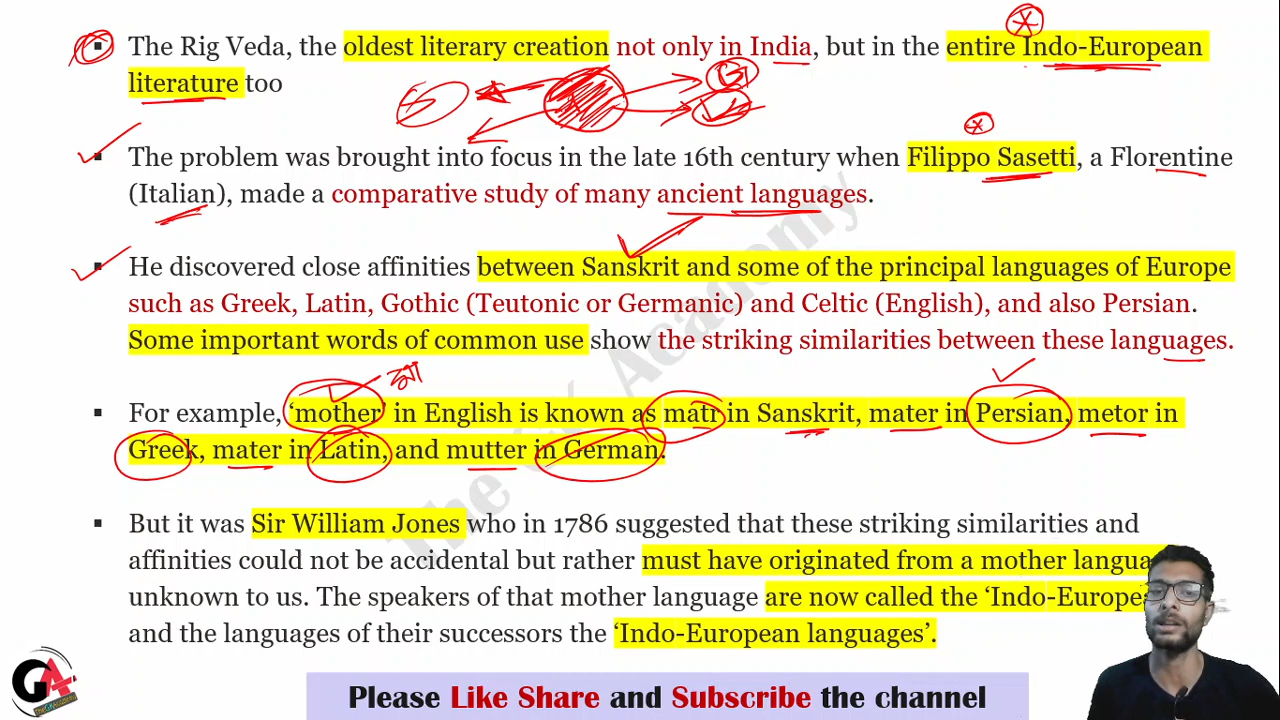 ▪ The Rig Veda, the oldest literary creation not only in India, but in the entire Indo-European
literature too
S G L
▪ The problem was brought into focus in the late 16th century when Filippo Sasetti, a Florentine
(Italian), made a comparative study of many ancient languages.
▪ He discovered close affinities between Sanskrit and some of the principal languages of Europe
such as Greek, Latin, Gothic (Teutonic or Germanic) and Celtic (English), and also Persian.
Some important words of common use show the striking similarities between these languages.
▪ For example, ‘mother’ in English is known as matr in Sanskrit, mater in Persian, metor in
Greek, mater in Latin, and mutter in German.
▪ But it was Sir William Jones who in 1786 suggested that these striking similarities and
affinities could not be accidental but rather must have originated from a mother langua
unknown to us. The speakers of that mother language are now called the ‘Indo-Europea
and the languages of their successors the ‘Indo-European languages’.
The GK Academy
GA
Please Like Share and Subscribe the channel